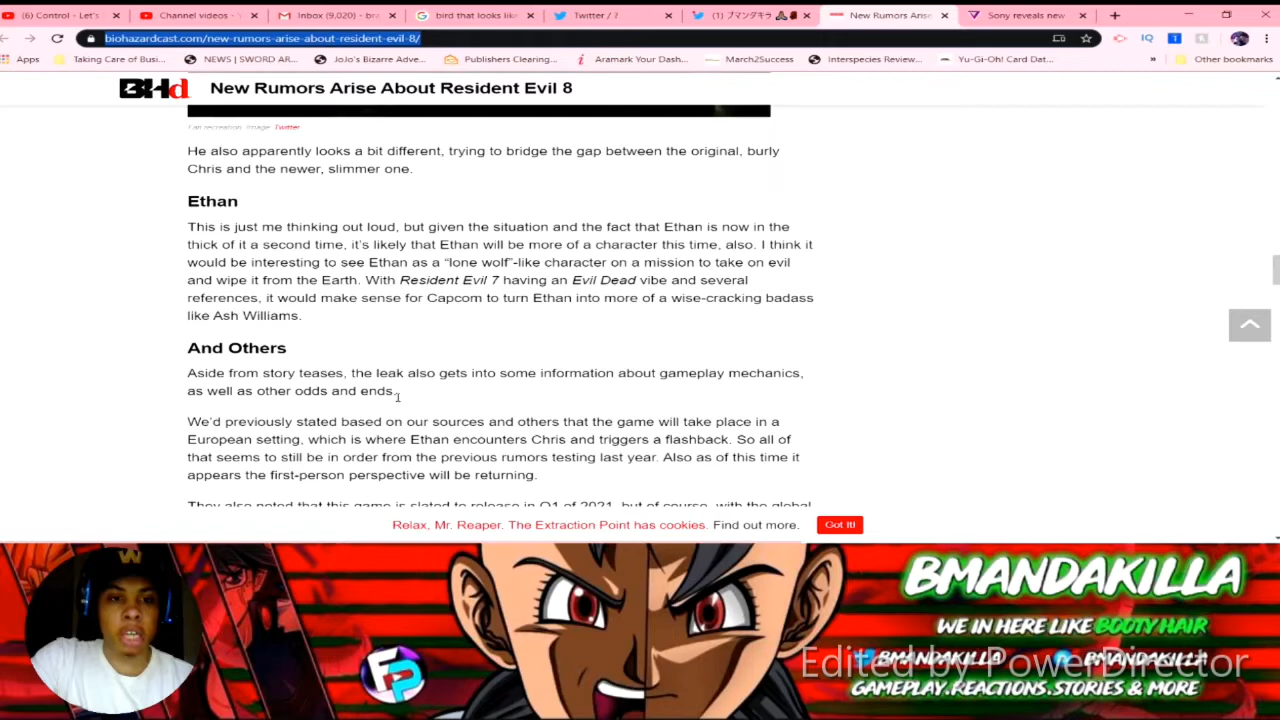 (6) Control - Let's
Channel videos - Y
Inbox (9,020) - bra
bird that looks like
Twitter / ?
(1) ブマンダキラ
New Rumors Arise
Sony reveals new
biohazardcast.com/new-rumors-arise-about-resident-evil-8/
IQ
Apps
Taking Care of Busi...
NEWS | SWORD AR...
JoJo's Bizarre Adve...
Publishers Clearing...
Aramark Your Dash...
March2Success
Interspecies Review...
Yu-Gi-Oh! Card Dat...
Other bookmarks
BHd New Rumors Arise About Resident Evil 8
Fan recreation. Image: Twitter
He also apparently looks a bit different, trying to bridge the gap between the original, burly
Chris and the newer, slimmer one.
Ethan
This is just me thinking out loud, but given the situation and the fact that Ethan is now in the
thick of it a second time, it's likely that Ethan will be more of a character this time, also. I think it
would be interesting to see Ethan as a “lone wolf”-like character on a mission to take on evil
and wipe it from the Earth. With Resident Evil 7 having an Evil Dead vibe and several
references, it would make sense for Capcom to turn Ethan into more of a wise-cracking badass
like Ash Williams.
And Others
Aside from story teases, the leak also gets into some information about gameplay mechanics,
as well as other odds and ends.
We'd previously stated based on our sources and others that the game will take place in a
European setting, which is where Ethan encounters Chris and triggers a flashback. So all of
that seems to still be in order from the previous rumors testing last year. Also as of this time it
appears the first-person perspective will be returning.
They also noted that this game is slated to release in Q1 of 2021, but of course, with the global
Relax, Mr. Reaper. The Extraction Point has cookies. Find out more.
Got It!
BMANDAKILLA
WE IN HERE LIKE BOOTY HAIR
BMANDAKILLA
BMANDAKILLA
Edited by PowerDirector
GAMEPLAY.REACTIONS.STORIES & MORE
W
FP